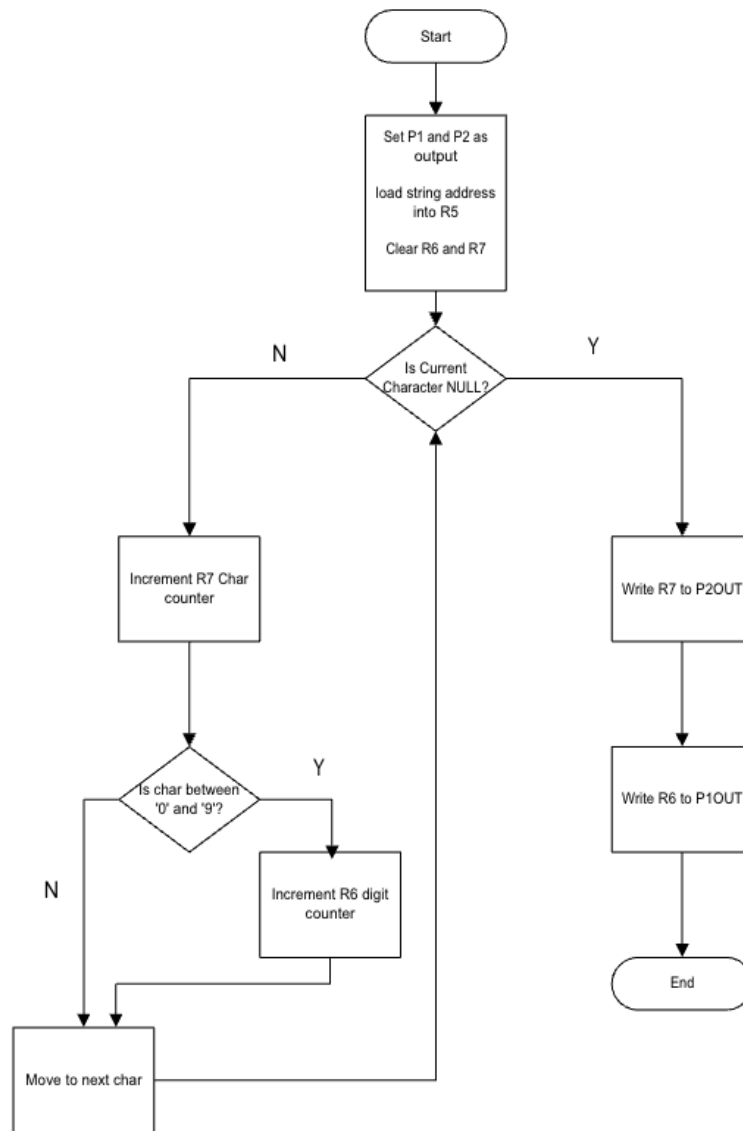 Start
Set P1 and P2 as
output
load string address
into R5
Clear R6 and R7
N
Is Current
Character NULL?
Y
Increment R7 Char
counter
Write R7 to P2OUT
Is char between
'0' and '9'?
Y
N
Write R6 to P1OUT
Increment R6 digit
counter
End
Move to next char